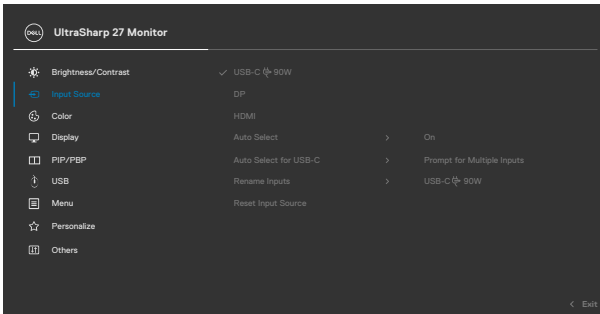 DELL UltraSharp 27 Monitor
Brightness/Contrast
USB-C 90W
Input Source
DP
Color
HDMI
Display
Auto Select
On
PIP/PBP
Auto Select for USB-C
Prompt for Multiple Inputs
USB
Rename Inputs
USB-C 90W
Menu
Reset Input Source
Personalize
Others
Exit